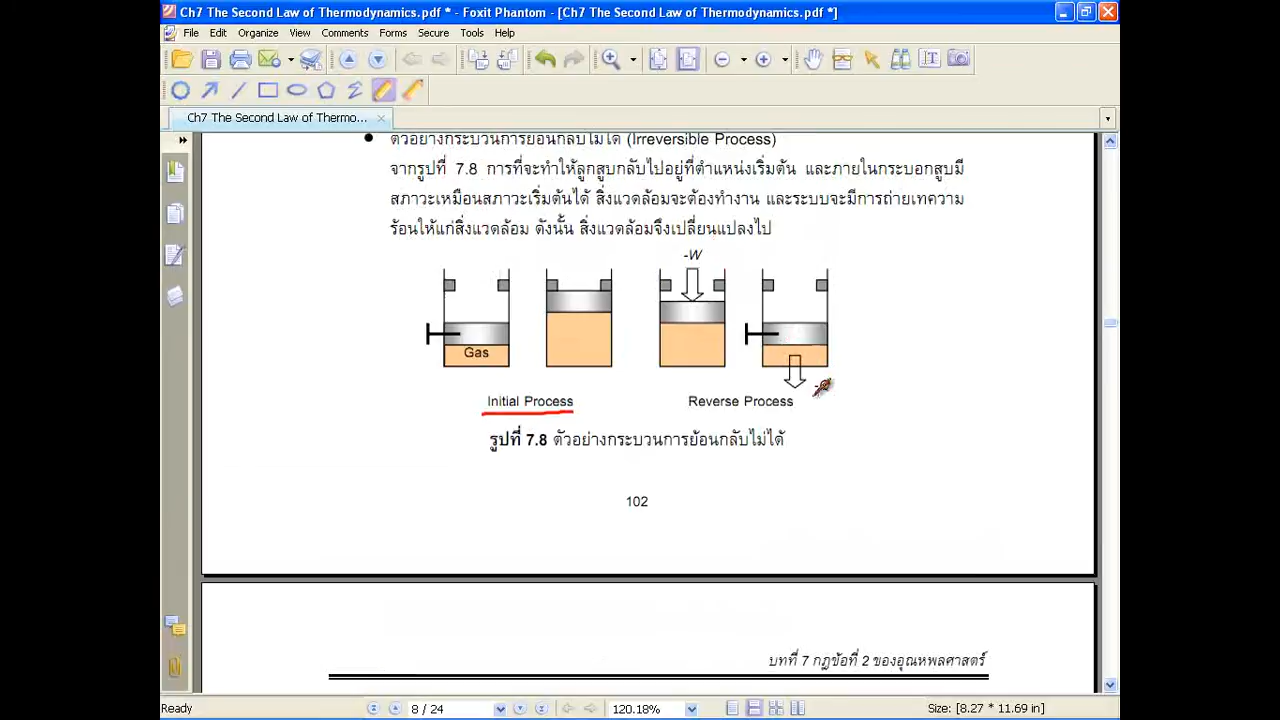 Ch7 The Second Law of Thermodynamics.pdf * - Foxit Phantom - [Ch7 The Second Law of Thermodynamics.pdf *]
File Edit Organize View Comments Forms Secure Tools Help
Ch7 The Second Law of Thermo...
ตัวอย่างกระบวนการย้อนกลับไม่ได้ (Irreversible Process)
จากรูปที่ 7.8 การที่จะทำให้ลูกสูบกลับไปอยู่ที่ตำแหน่งเริ่มต้น และภายในกระบอกสูบมี
สภาวะเหมือนสภาวะเริ่มต้นได้ สิ่งแวดล้อมจะต้องทำงาน และระบบจะมีการถ่ายเทความ
ร้อนให้แก่สิ่งแวดล้อม ดังนั้น สิ่งแวดล้อมจึงเปลี่ยนแปลงไป
-W
Gas
Initial Process
Reverse Process
รูปที่ 7.8 ตัวอย่างกระบวนการย้อนกลับไม่ได้
102
บทที่ 7 กฎข้อที่ 2 ของอุณหพลศาสตร์
Ready
8 / 24
120.18%
Size: [8.27 * 11.69 in]